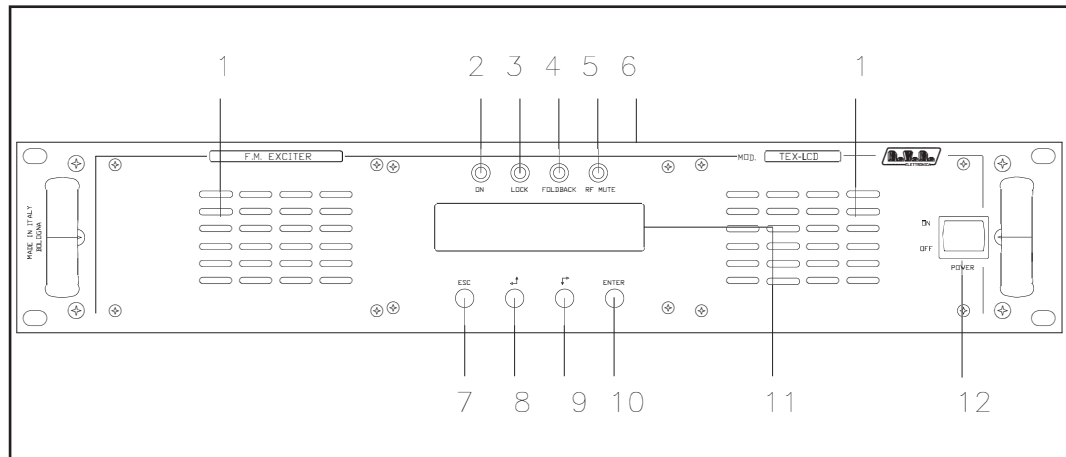 1 2 3 4 5 6 1
F.M. EXCITER
MOD. TEX-LCD
R.V.R.
ELETTRONICA
ON LOCK FOLDBACK RF MUTE
MADE IN ITALY
BOLOGNA
ON
OFF
POWER
ESC ENTER
7 8 9 10 11 12